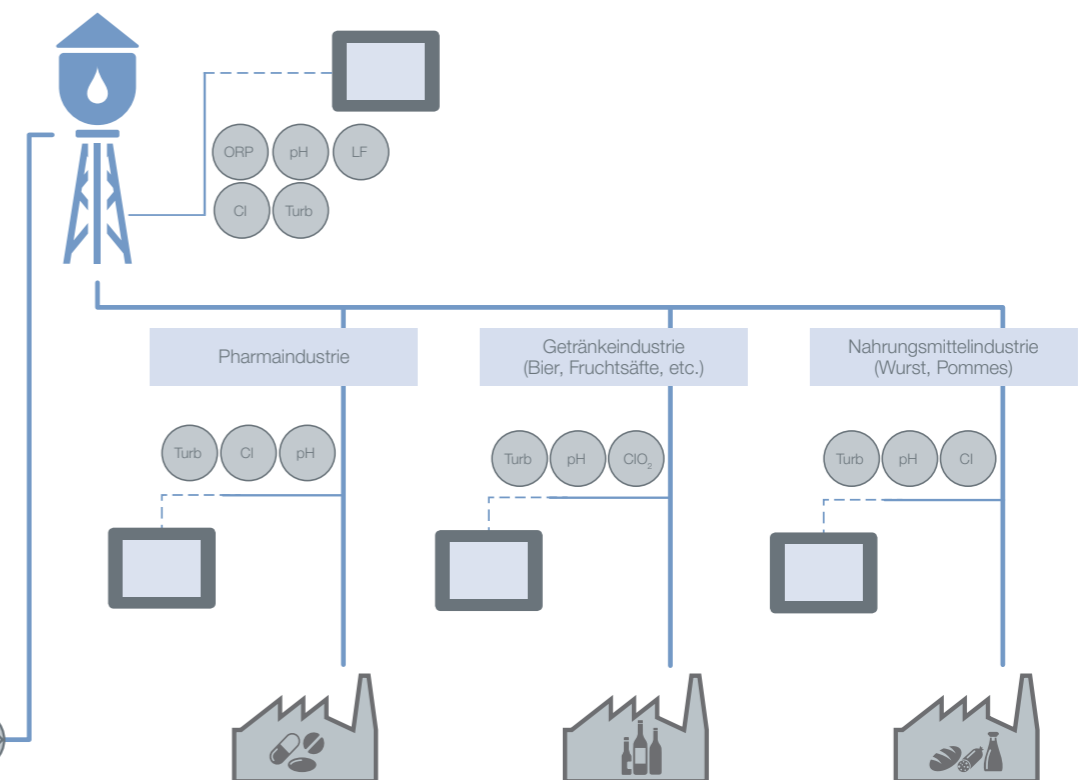 ORP pH LF
Cl Turb
Pharmaindustrie
Getränkeindustrie
(Bier, Fruchtsäfte, etc.)
Nahrungsmittelindustrie
(Wurst, Pommes)
Turb Cl pH
Turb pH ClO₂
Turb pH Cl